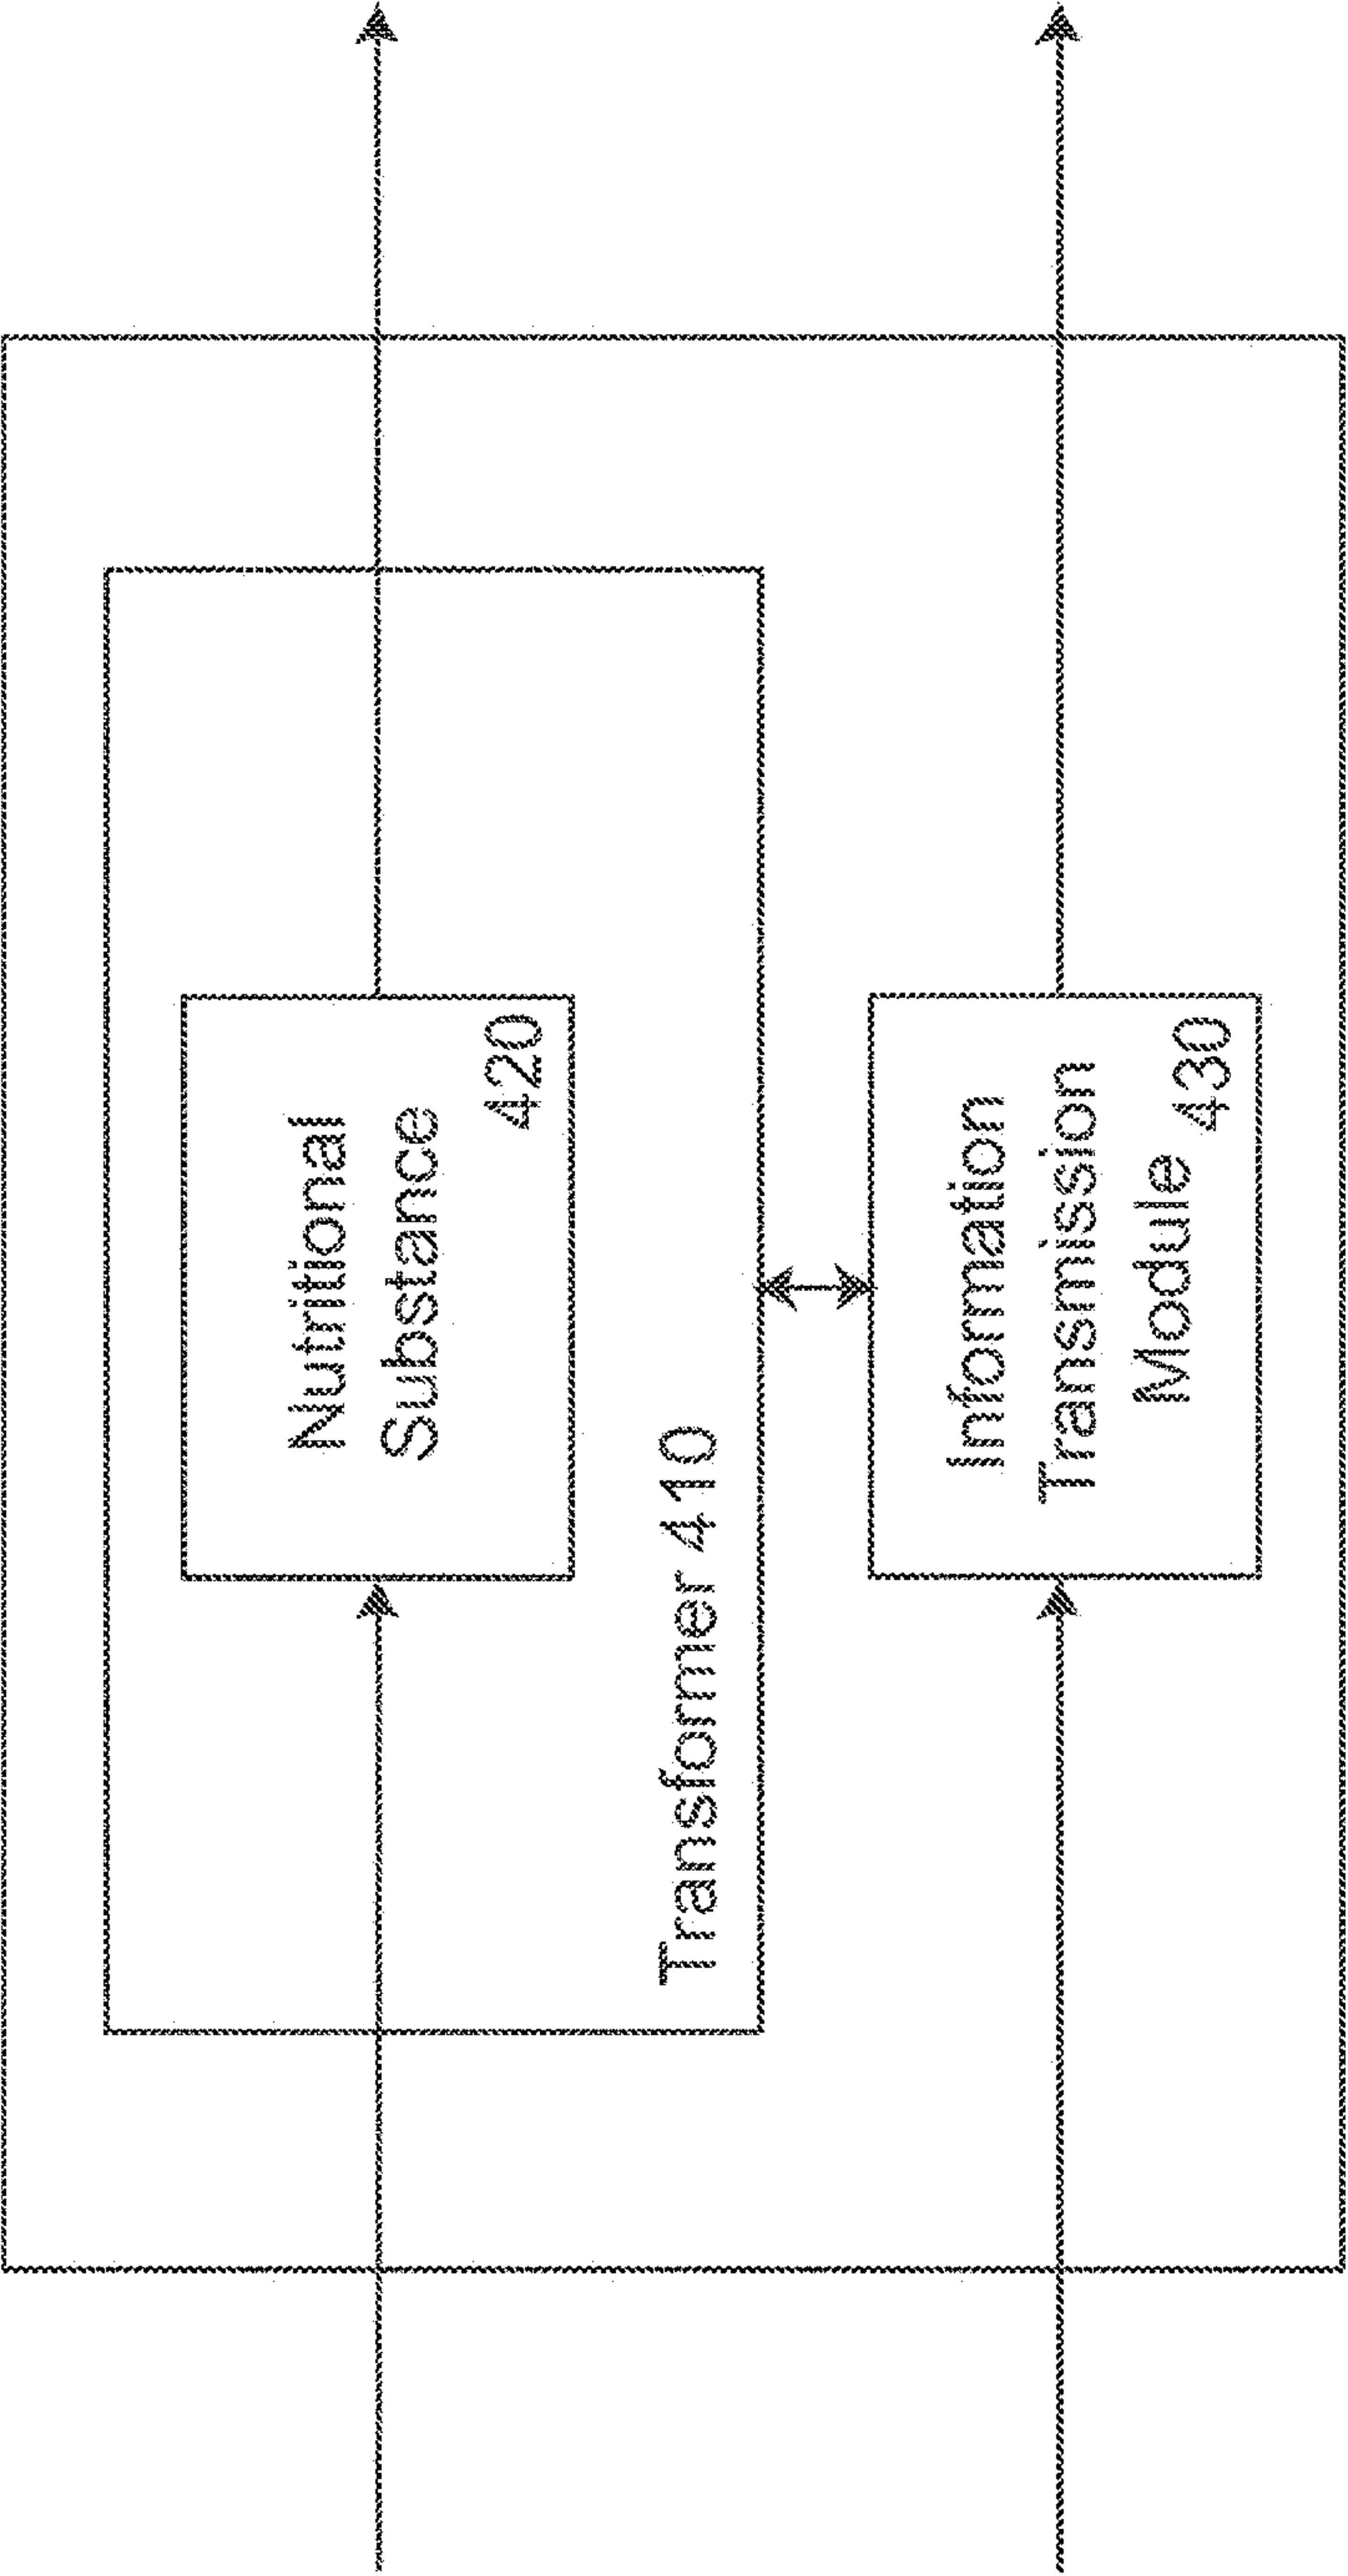 Nutritional
Substance
420
Transformer 410
Information
Transmission
Module 430